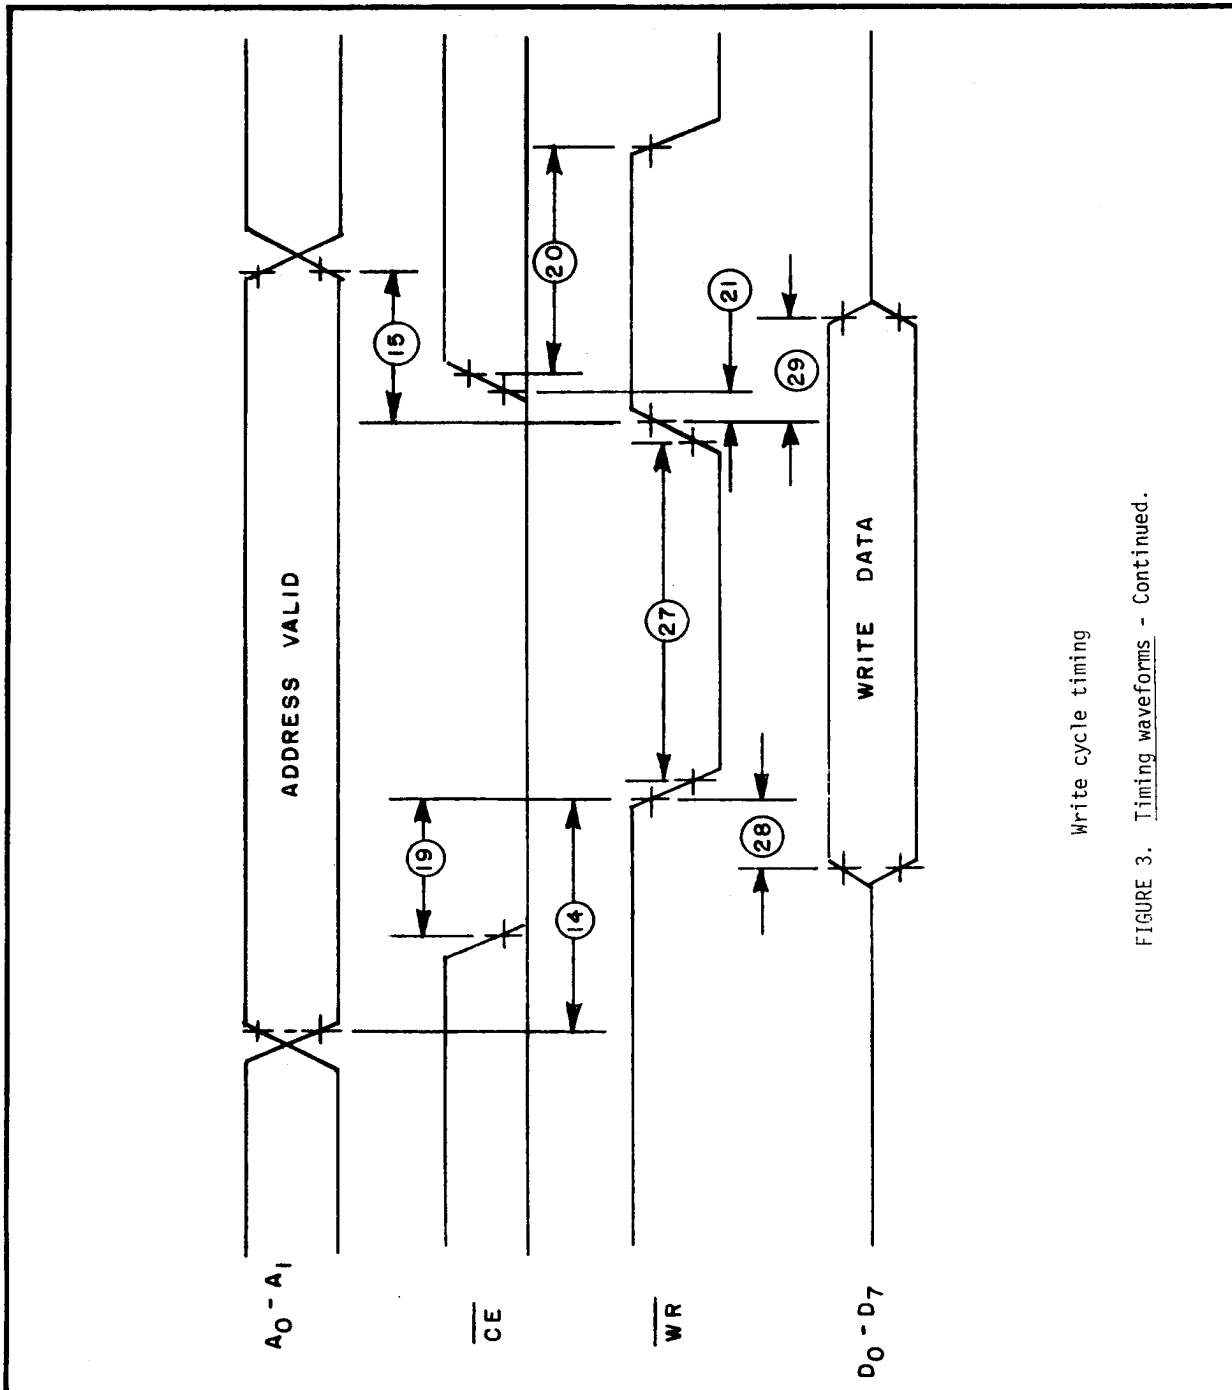 A0-A1
ADDRESS VALID
15
CE
19
20
14
WR
27
21
28
29
D0-D7
WRITE DATA
Write cycle timing
FIGURE 3. Timing waveforms - Continued.